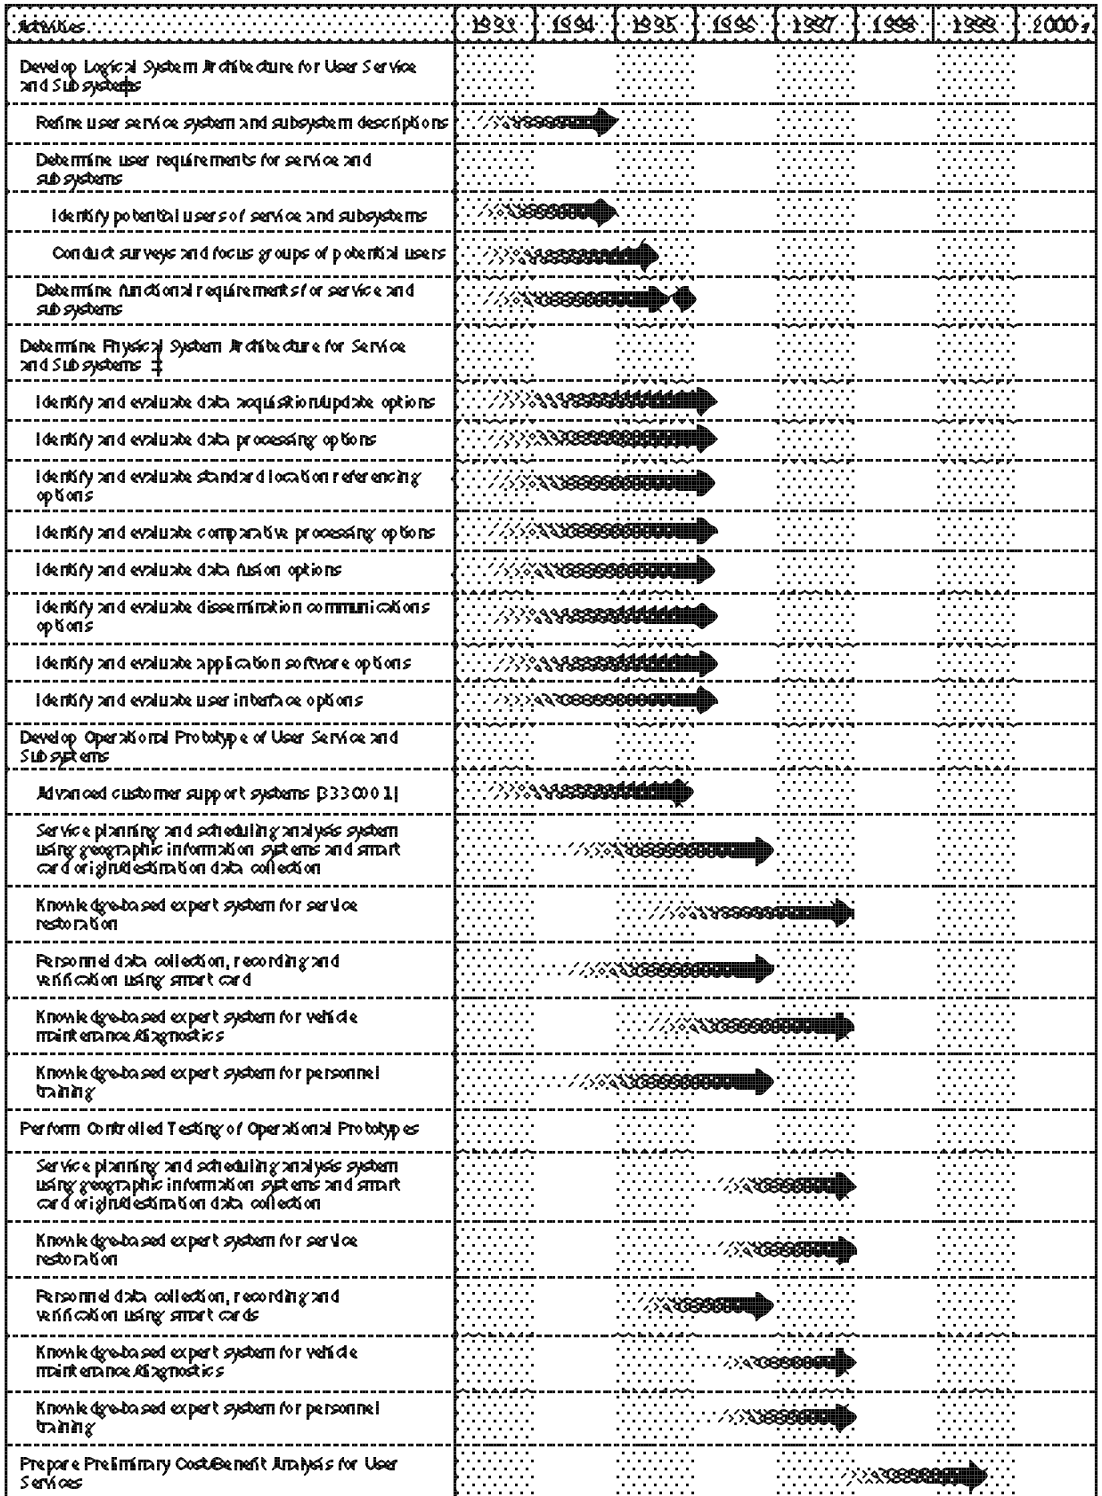 Activities 1993 1994 1995 1996 1997 1998 1999 2000
Develop Logical System Architecture for User Service
and Subsystems†
Refine user service system and subsystem descriptions
Determine user requirements for service and
subsystems
Identify potential users of service and subsystems
Conduct surveys and focus groups of potential users
Determine functional requirements for service and
subsystems
Determine Physical System Architecture for Service
and Subsystems ‡
Identify and evaluate data acquisition/update options
Identify and evaluate data processing options
Identify and evaluate standard location referencing
options
Identify and evaluate comparative processing options
Identify and evaluate data fusion options
Identify and evaluate dissemination communications
options
Identify and evaluate application software options
Identify and evaluate user interface options
Develop Operational Prototype of User Service and
Subsystems
Advanced customer support systems [330001]
Service planning and scheduling analysis system
using geographic information systems and smart
card origin/destination data collection
Knowledge-based expert system for service
restoration
Personnel data collection, recording and
verification using smart card
Knowledge-based expert system for vehicle
maintenance/diagnostics
Knowledge-based expert system for personnel
training
Perform Controlled Testing of Operational Prototypes
Service planning and scheduling analysis system
using geographic information systems and smart
card origin/destination data collection
Knowledge-based expert system for service
restoration
Personnel data collection, recording and
verification using smart cards
Knowledge-based expert system for vehicle
maintenance/diagnostics
Knowledge-based expert system for personnel
training
Prepare Preliminary Cost/Benefit Analysis for User
Services